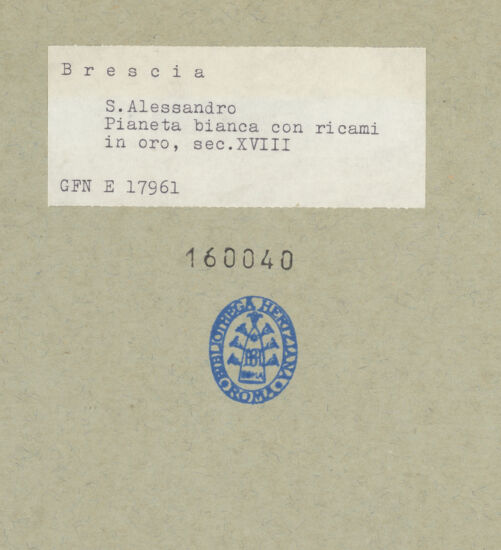 Brescia
S.Alessandro
Pianeta bianca con ricami
in oro, sec.XVIII
GFN E 17961
160040
BIBLIOTHECA HERTZIANA
ROMA